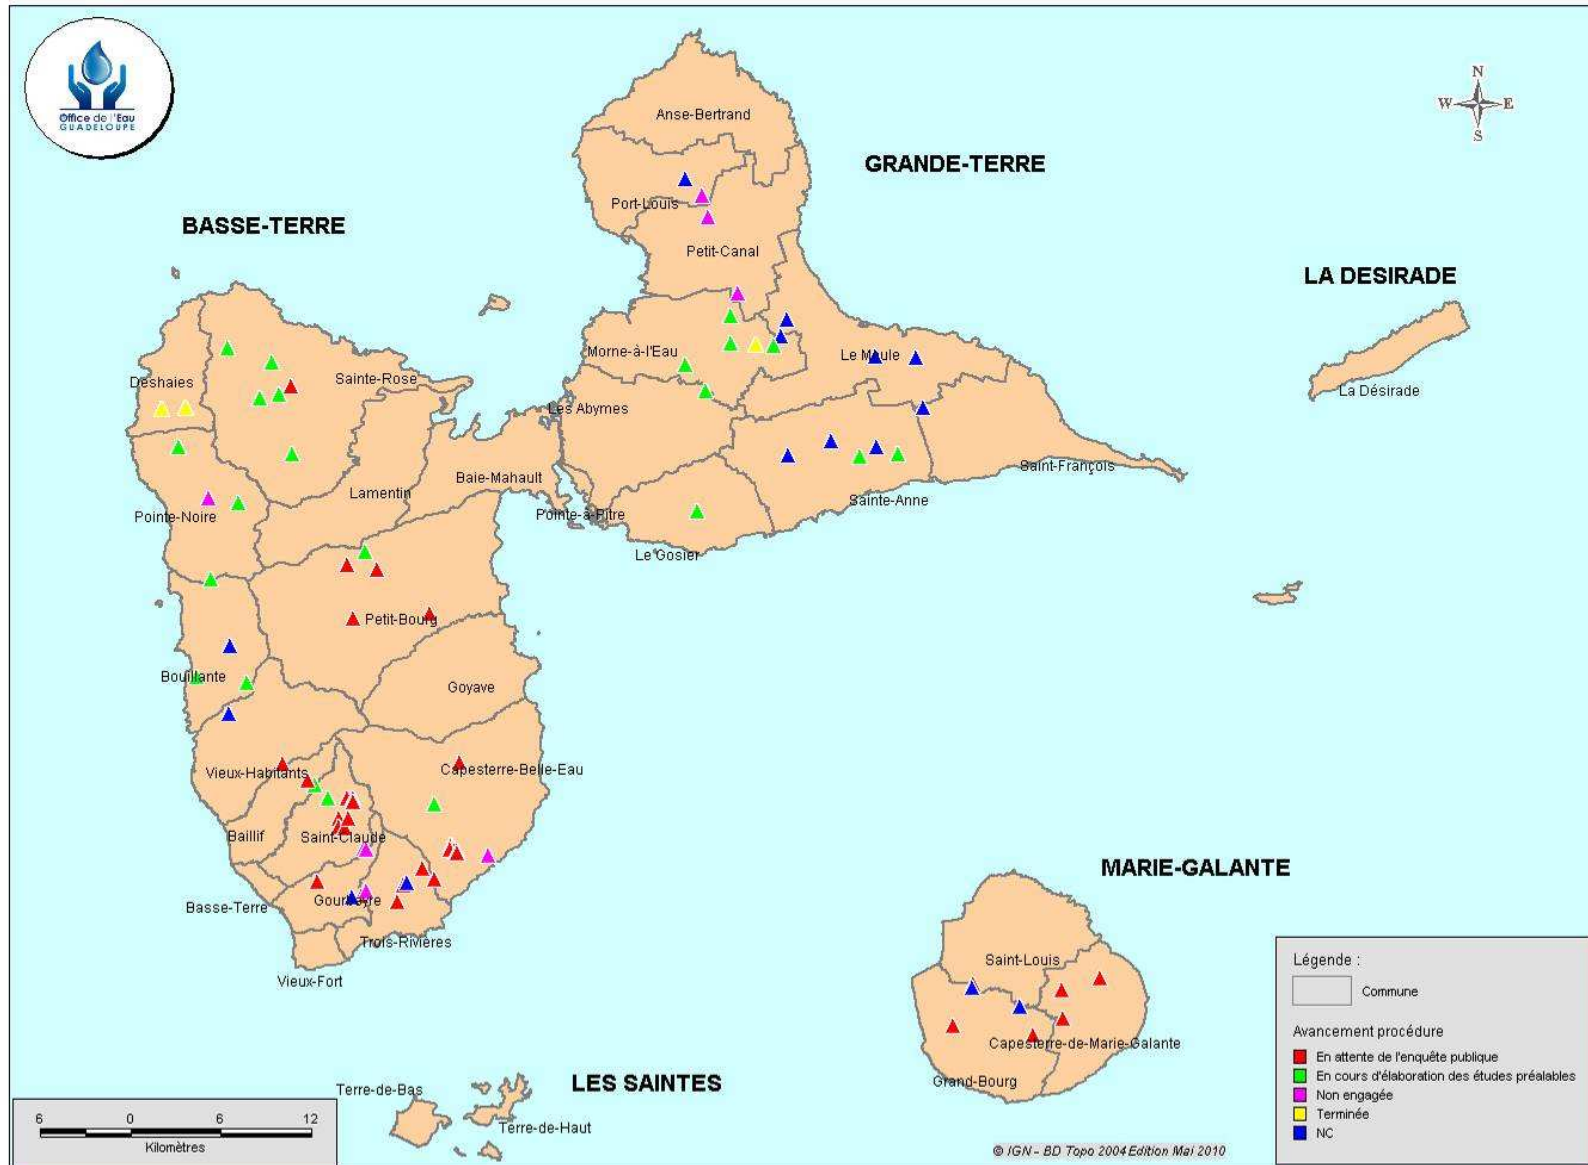 Office de l'Eau
GUADELOUPE
N
W
E
S
Anse-Bertrand
GRANDE-TERRE
Port-Louis
BASSE-TERRE
Petit-Canal
LA DESIRADE
Morne-à-l'Eau
Le Moule
Deshaies
Sainte-Rose
La Désirade
Les Abymes
Saint-François
Baie-Mahault
Lamentin
Sainte-Anne
Pointe-Noire
Pointe-à-Pitre
Le Gosier
Petit-Bourg
Bouillante
Goyave
Vieux-Habitants
Capesterre-Belle-Eau
Baillif
Saint-Claude
MARIE-GALANTE
Gourbeyre
Basse-Terre
Trois-Rivières
Vieux-Fort
Saint-Louis
Capesterre-de-Marie-Galante
Grand-Bourg
LES SAINTES
Terre-de-Bas
Terre-de-Haut
6 0 12
Kilomètres
© IGN - BD Topo 2004 Edition Mai 2010
Légende :
Commune
Avancement procédure
En attente de l'enquête publique
En cours d'élaboration des études préalables
Non engagée
Terminée
NC